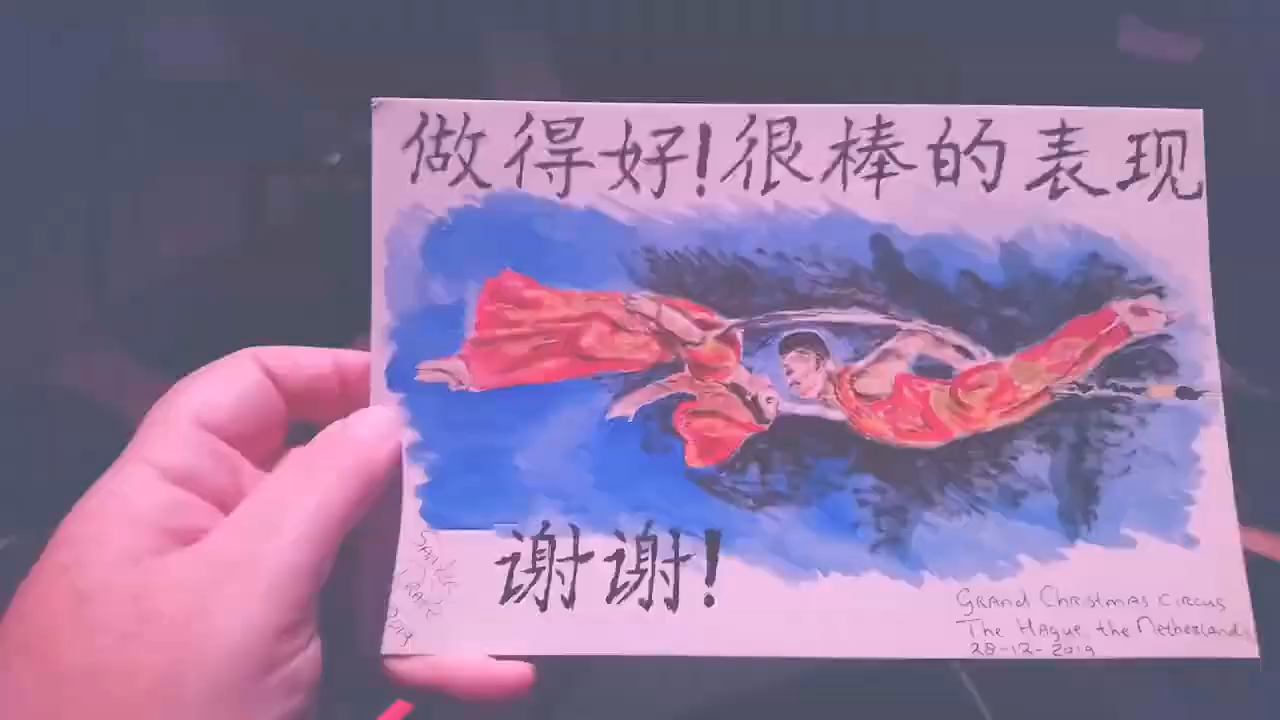 做得好!很棒的表现
谢谢!
2019
Grand Christmas Circus
The Hague, the Netherlands
28-12-2019